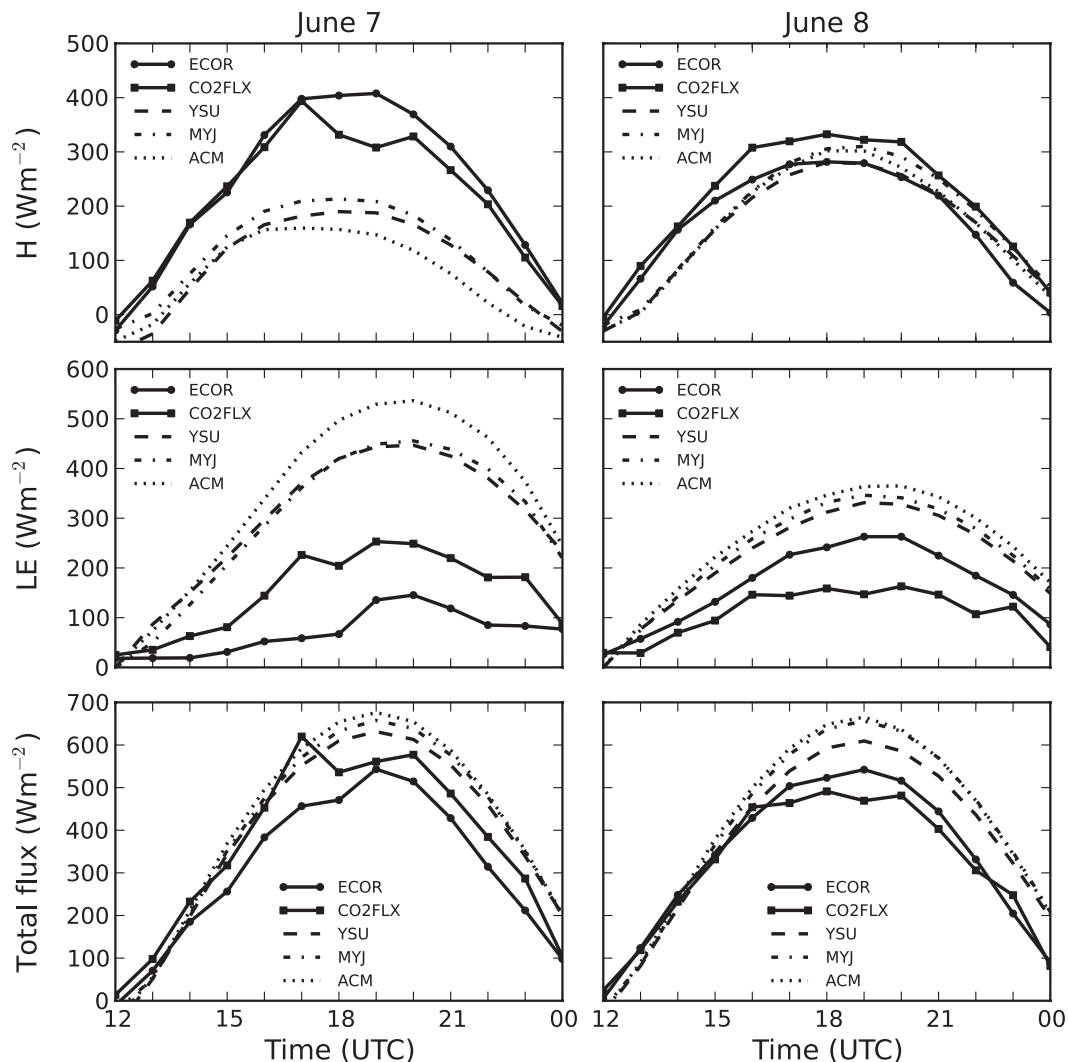 June 7
June 8
H (Wm−2)
500
400
300
200
100
0
ECOR
CO2FLX
YSU
MYJ
ACM
ECOR
CO2FLX
YSU
MYJ
ACM
LE (Wm−2)
600
500
400
300
200
100
0
ECOR
CO2FLX
YSU
MYJ
ACM
ECOR
CO2FLX
YSU
MYJ
ACM
Total flux (Wm−2)
700
600
500
400
300
200
100
0
ECOR
CO2FLX
YSU
MYJ
ACM
ECOR
CO2FLX
YSU
MYJ
ACM
12 15 18 21 00
12 15 18 21 00
Time (UTC)
Time (UTC)